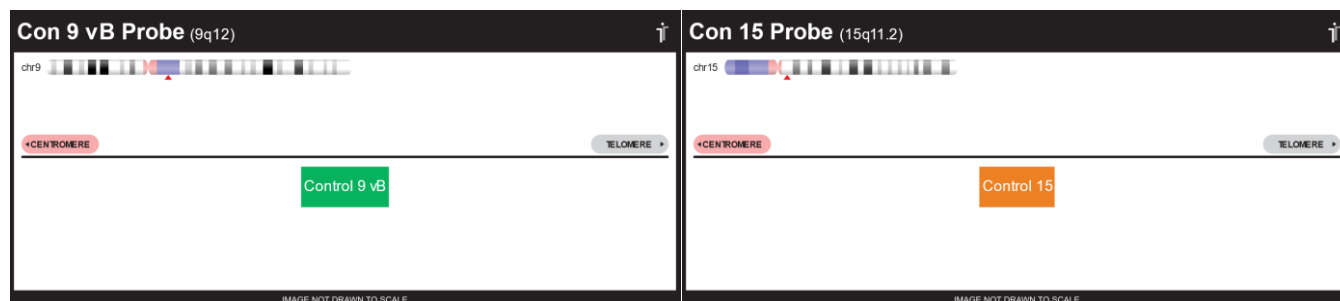 Con 9 vB Probe (9q12)
chr9
◂CENTROMERE
TELOMERE ▸
Control 9 vB
IMAGE NOT DRAWN TO SCALE
Con 15 Probe (15q11.2)
chr15
◂CENTROMERE
TELOMERE ▸
Control 15
IMAGE NOT DRAWN TO SCALE